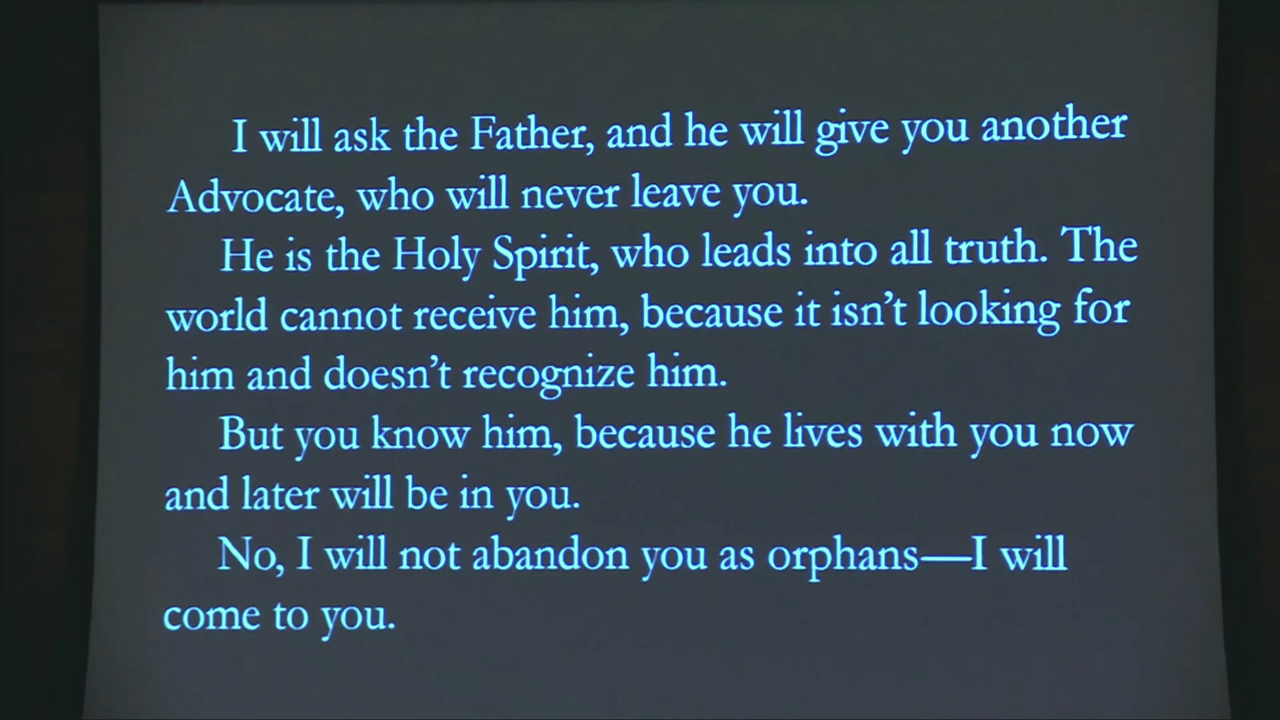 I will ask the Father, and he will give you another
Advocate, who will never leave you.
He is the Holy Spirit, who leads into all truth. The
world cannot receive him, because it isn’t looking for
him and doesn’t recognize him.
But you know him, because he lives with you now
and later will be in you.
No, I will not abandon you as orphans—I will
come to you.